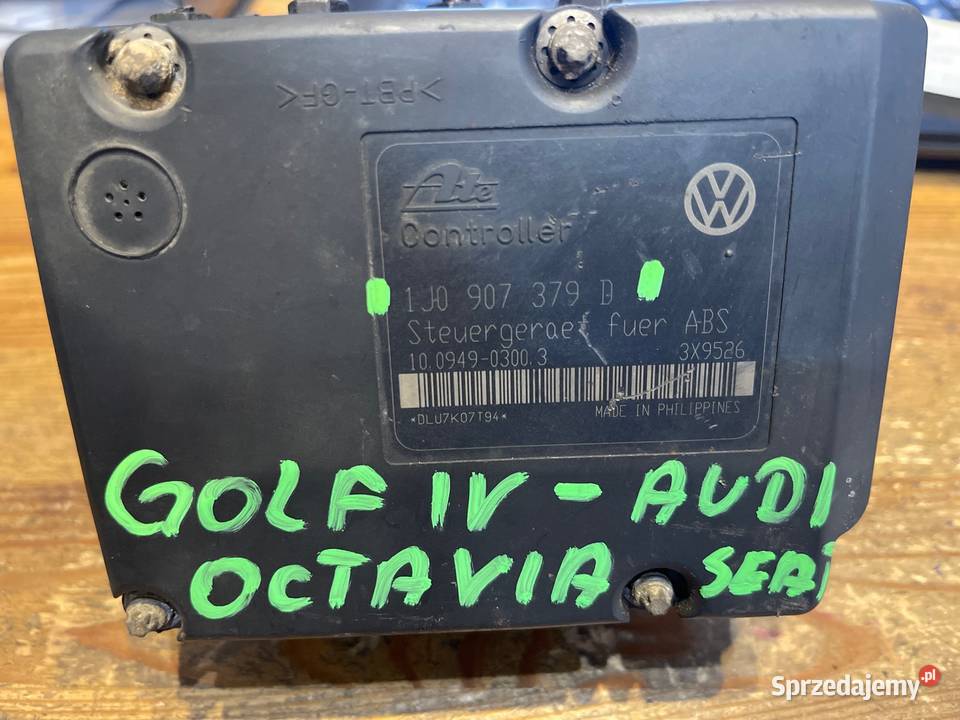 >PBT-GF<
Ate
Controller
1J0 907 379 D
Steuergeraet fuer ABS
10.0949-0300.3 3X9526
*DLU7K07T94*
MADE IN PHILIPPINES
GOLF IV - AUDI
OCTAVIA SERI
Sprzedajemy.pl